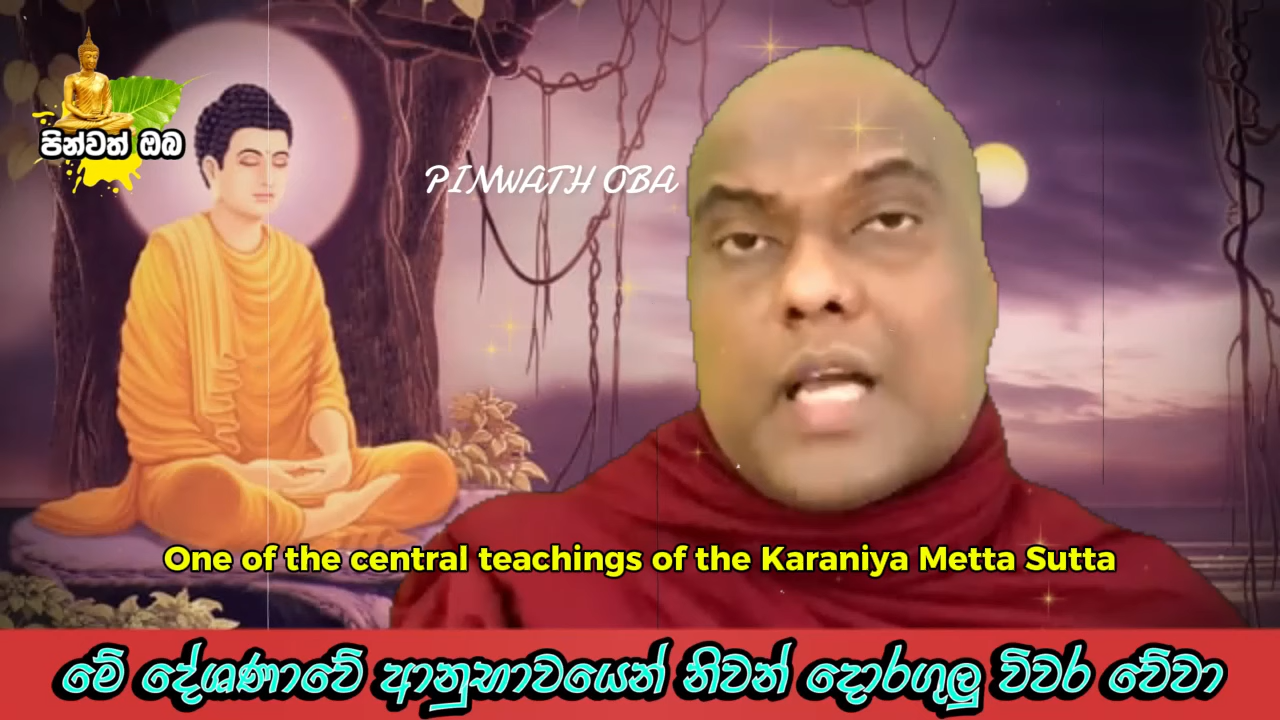 පින්වත් ඔබ
PINWATH OBA
One of the central teachings of the Karaniya Metta Sutta
මේ දේශණාවේ ආනුභාවයෙන් නිවන් දොරගුලු විවර වේවා